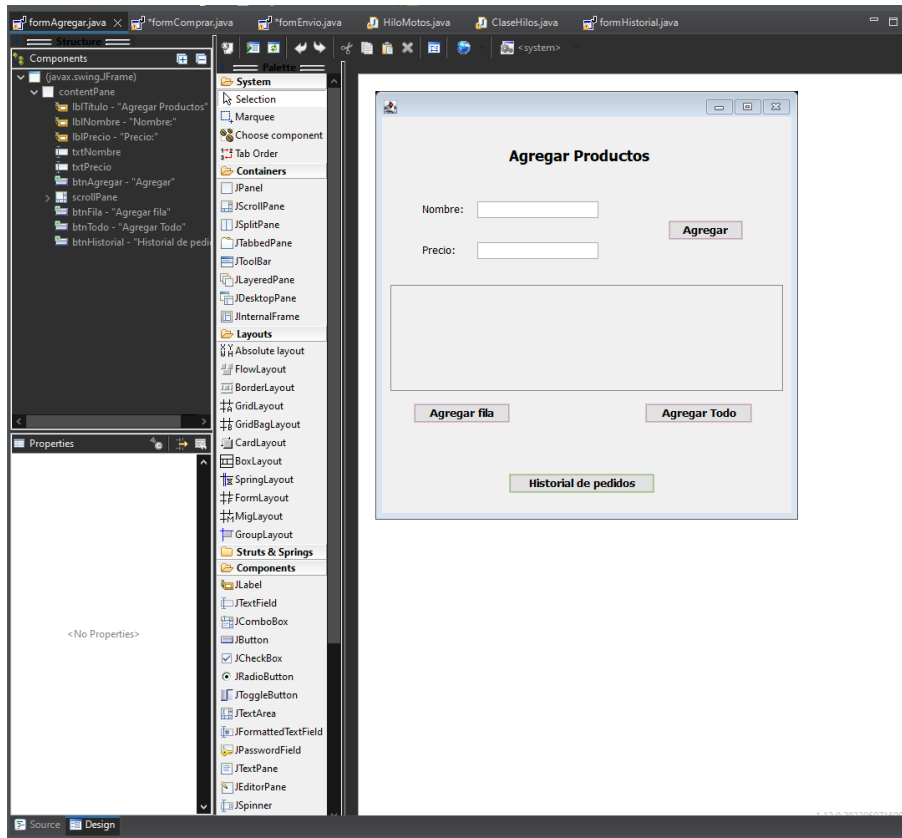 formAgregar.java
*formComprar.java
*formEnvio.java
HiloMotos.java
ClaseHilos.java
formHistorial.java
Structure
Components
(javax.swing.JFrame)
contentPane
lblTítulo - "Agregar Productos"
lblNombre - "Nombre:"
lblPrecio - "Precio:"
txtNombre
txtPrecio
btnAgregar - "Agregar"
scrollPane
btnFila - "Agregar fila"
btnTodo - "Agregar Todo"
btnHistorial - "Historial de pedi
Properties
<No Properties>
Palette
System
Selection
Marquee
Choose component
Tab Order
Containers
JPanel
JScrollPane
JSplitPane
JTabbedPane
JToolBar
JLayeredPane
JDesktopPane
JInternalFrame
Layouts
Absolute layout
FlowLayout
BorderLayout
GridLayout
GridBagLayout
CardLayout
BoxLayout
SpringLayout
FormLayout
MigLayout
GroupLayout
Struts & Springs
Components
JLabel
JTextField
JComboBox
JButton
JCheckBox
JRadioButton
JToggleButton
JTextArea
JFormattedTextField
JPasswordField
JTextPane
JEditorPane
JSpinner
<system>
Agregar Productos
Nombre:
Agregar
Precio:
Agregar fila
Agregar Todo
Historial de pedidos
Source
Design